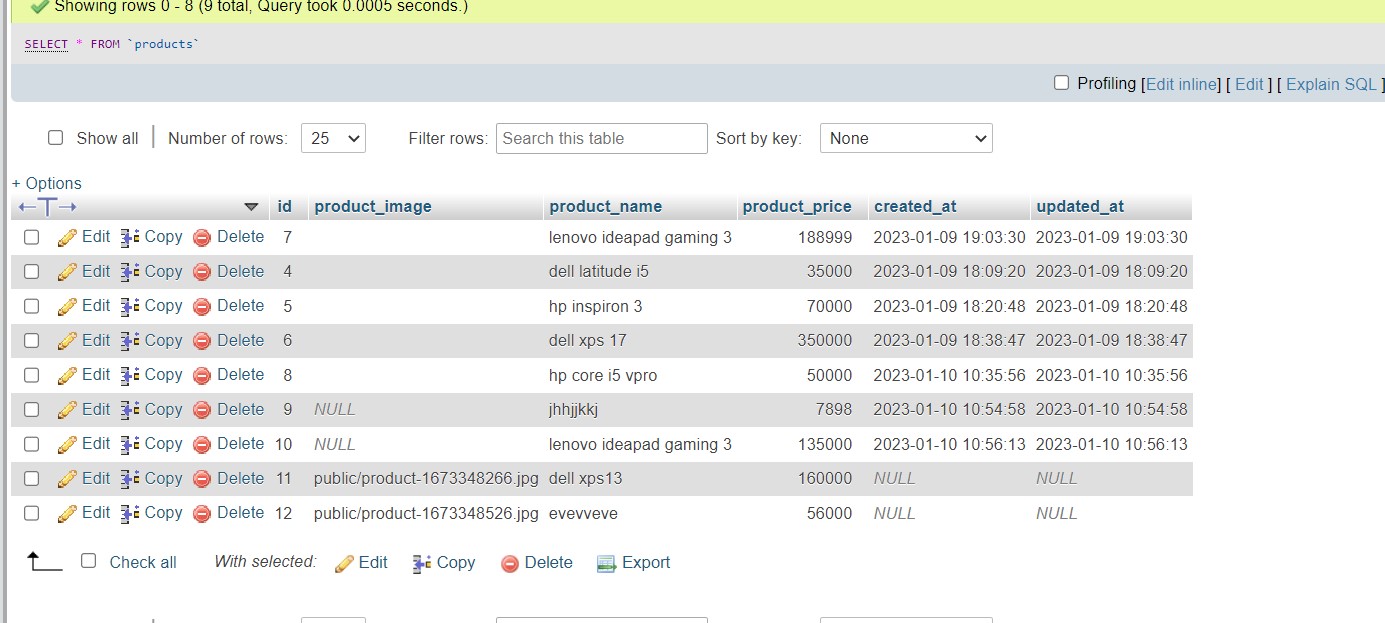 Showing rows 0 - 8 (9 total, Query took 0.0005 seconds.)
SELECT * FROM `products`
Profiling [Edit inline] [ Edit ] [ Explain SQL ]
Show all Number of rows: 25 Filter rows: Search this table Sort by key: None
+ Options
id product_image product_name product_price created_at updated_at
Edit Copy Delete 7 lenovo ideapad gaming 3 188999 2023-01-09 19:03:30 2023-01-09 19:03:30
Edit Copy Delete 4 dell latitude i5 35000 2023-01-09 18:09:20 2023-01-09 18:09:20
Edit Copy Delete 5 hp inspiron 3 70000 2023-01-09 18:20:48 2023-01-09 18:20:48
Edit Copy Delete 6 dell xps 17 350000 2023-01-09 18:38:47 2023-01-09 18:38:47
Edit Copy Delete 8 hp core i5 vpro 50000 2023-01-10 10:35:56 2023-01-10 10:35:56
Edit Copy Delete 9 NULL jhhjjkkj 7898 2023-01-10 10:54:58 2023-01-10 10:54:58
Edit Copy Delete 10 NULL lenovo ideapad gaming 3 135000 2023-01-10 10:56:13 2023-01-10 10:56:13
Edit Copy Delete 11 public/product-1673348266.jpg dell xps13 160000 NULL NULL
Edit Copy Delete 12 public/product-1673348526.jpg evevveve 56000 NULL NULL
Check all With selected: Edit Copy Delete Export